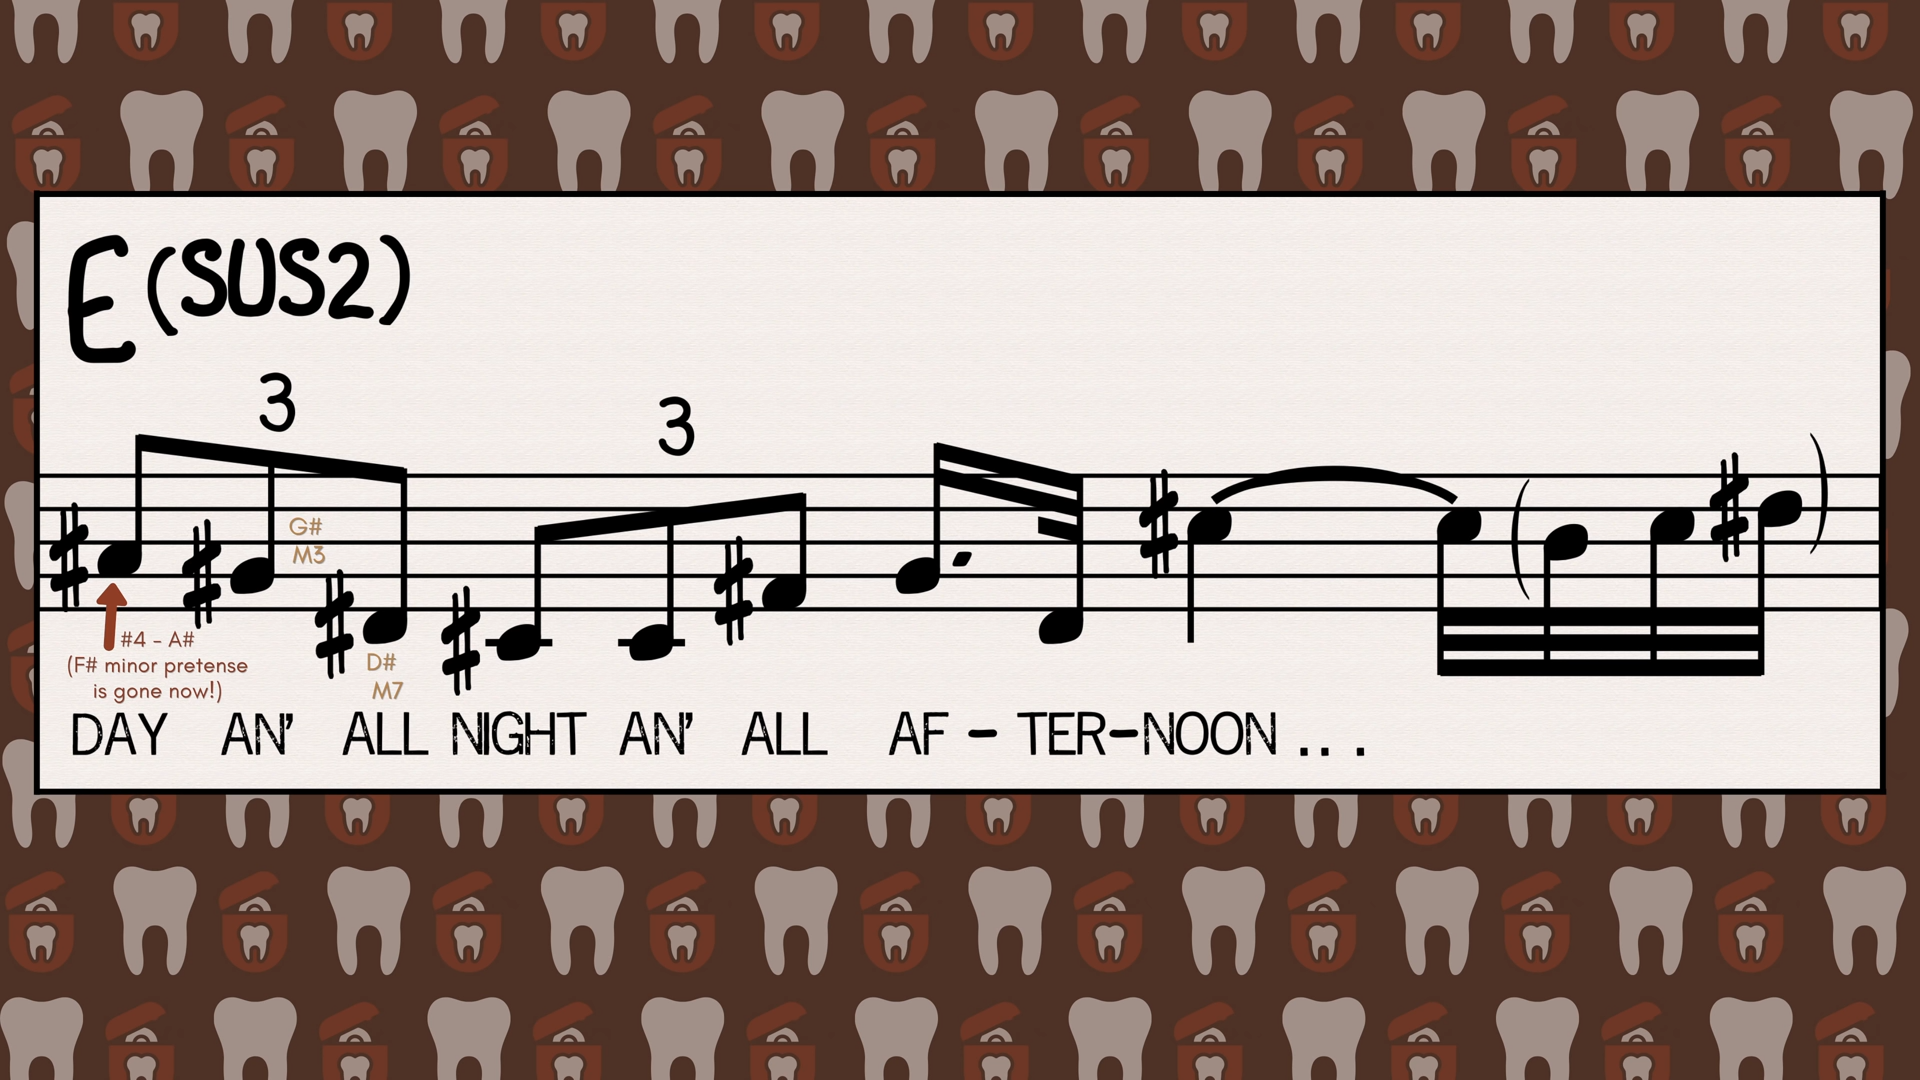 E(SUS2)
3
3
G#
M3
#4 - A#
(F# minor pretense
is gone now!)
D#
M7
DAY AN' ALL NIGHT AN' ALL AF - TER-NOON ...